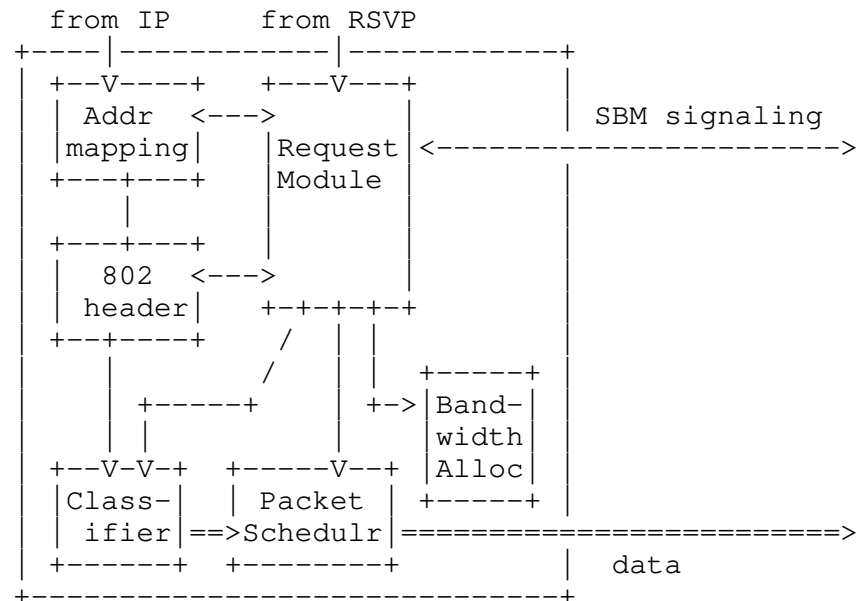 from IP from RSVP
Addr
SBM signaling
mapping Request
Module
802
header
Band-
width
Alloc
Class- Packet
ifier Schedulr
data